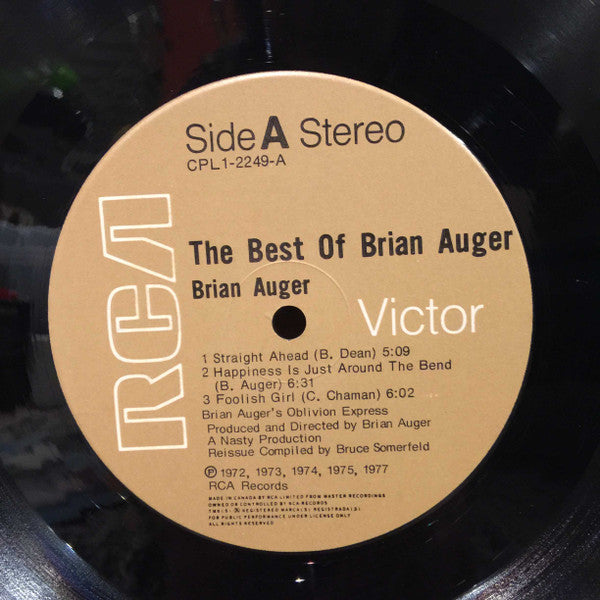 Side A Stereo
CPL1-2249-A
RCA
The Best Of Brian Auger
Brian Auger
Victor
1 Straight Ahead (B. Dean) 5:09
2 Happiness Is Just Around The Bend
(B. Auger) 6:31
3 Foolish Girl (C. Chaman) 6:02
Brian Auger's Oblivion Express
Produced and Directed by Brian Auger
A Nasty Production
Reissue Compiled by Bruce Somerfeld
℗ 1972, 1973, 1974, 1975, 1977
RCA Records
MADE IN CANADA BY RCA LIMITED FROM MASTER RECORDINGS
OWNED OR CONTROLLED BY RCA RECORDS
TMK(S) ® REGISTERED MARCA(S) REGISTRADA(S)
FOR PUBLIC PERFORMANCE UNDER LICENSE ONLY
ALL RIGHTS RESERVED